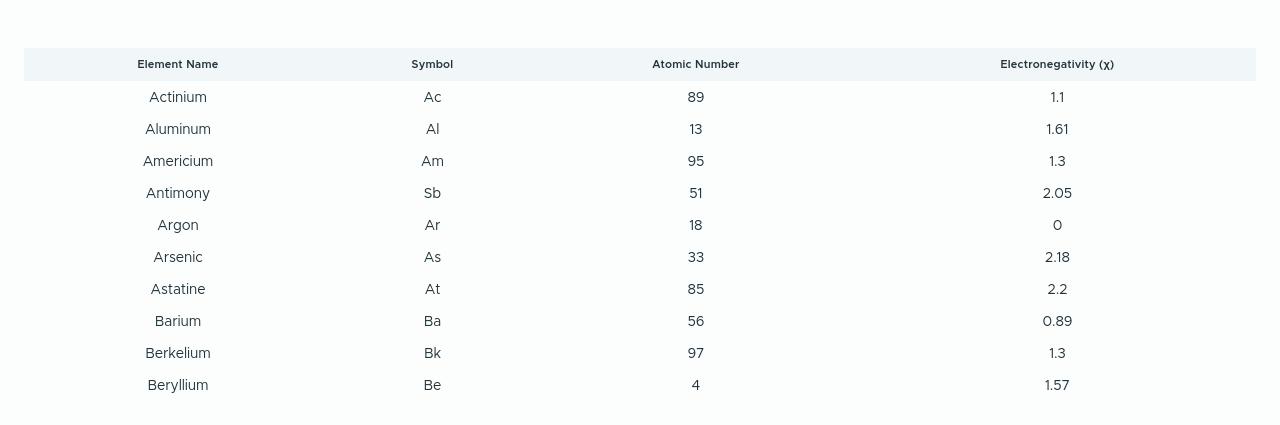 Element Name Symbol Atomic Number Electronegativity (χ)
Actinium Ac 89 1.1
Aluminum Al 13 1.61
Americium Am 95 1.3
Antimony Sb 51 2.05
Argon Ar 18 0
Arsenic As 33 2.18
Astatine At 85 2.2
Barium Ba 56 0.89
Berkelium Bk 97 1.3
Beryllium Be 4 1.57